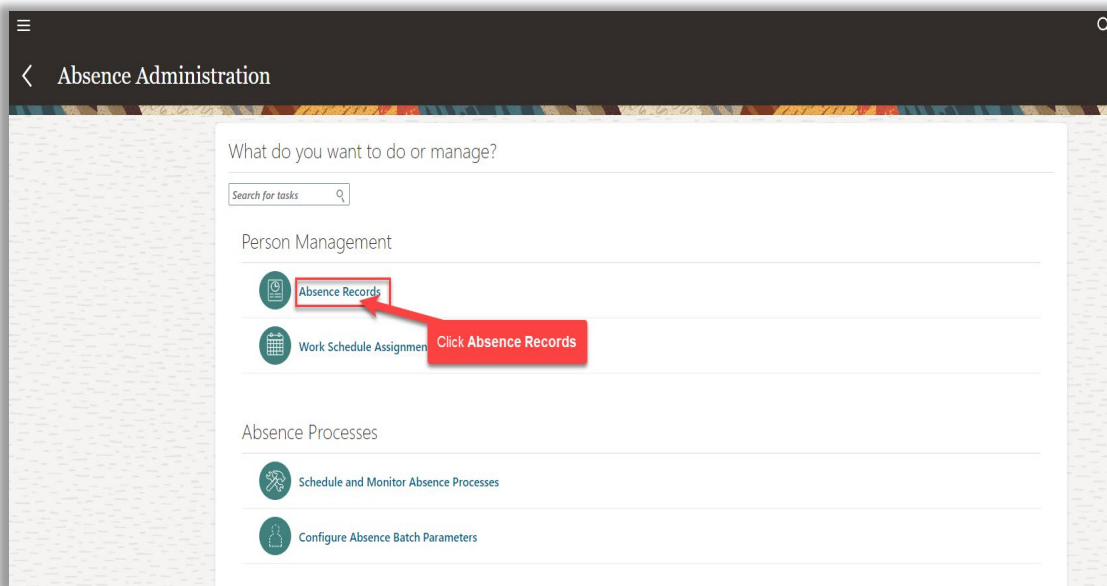 Absence Administration
What do you want to do or manage?
Search for tasks
Person Management
Absence Records
Click Absence Records
Work Schedule Assignmen
Absence Processes
Schedule and Monitor Absence Processes
Configure Absence Batch Parameters